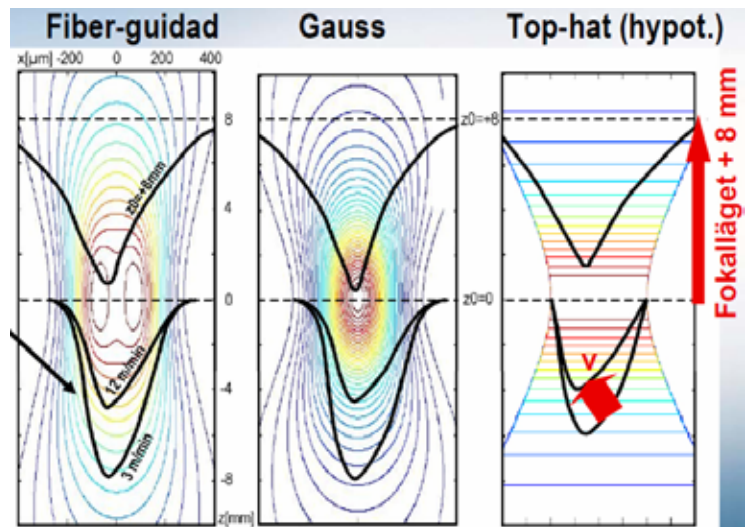 Fiber-guidad
Gauss
Top-hat (hypot.)
x[µm] -200 0 200 400
8
4
0
-4
-8
z[mm]
z0=+8mm
12 m/min
3 m/min
z0=+8
z0=0
v
Fokalläget + 8 mm